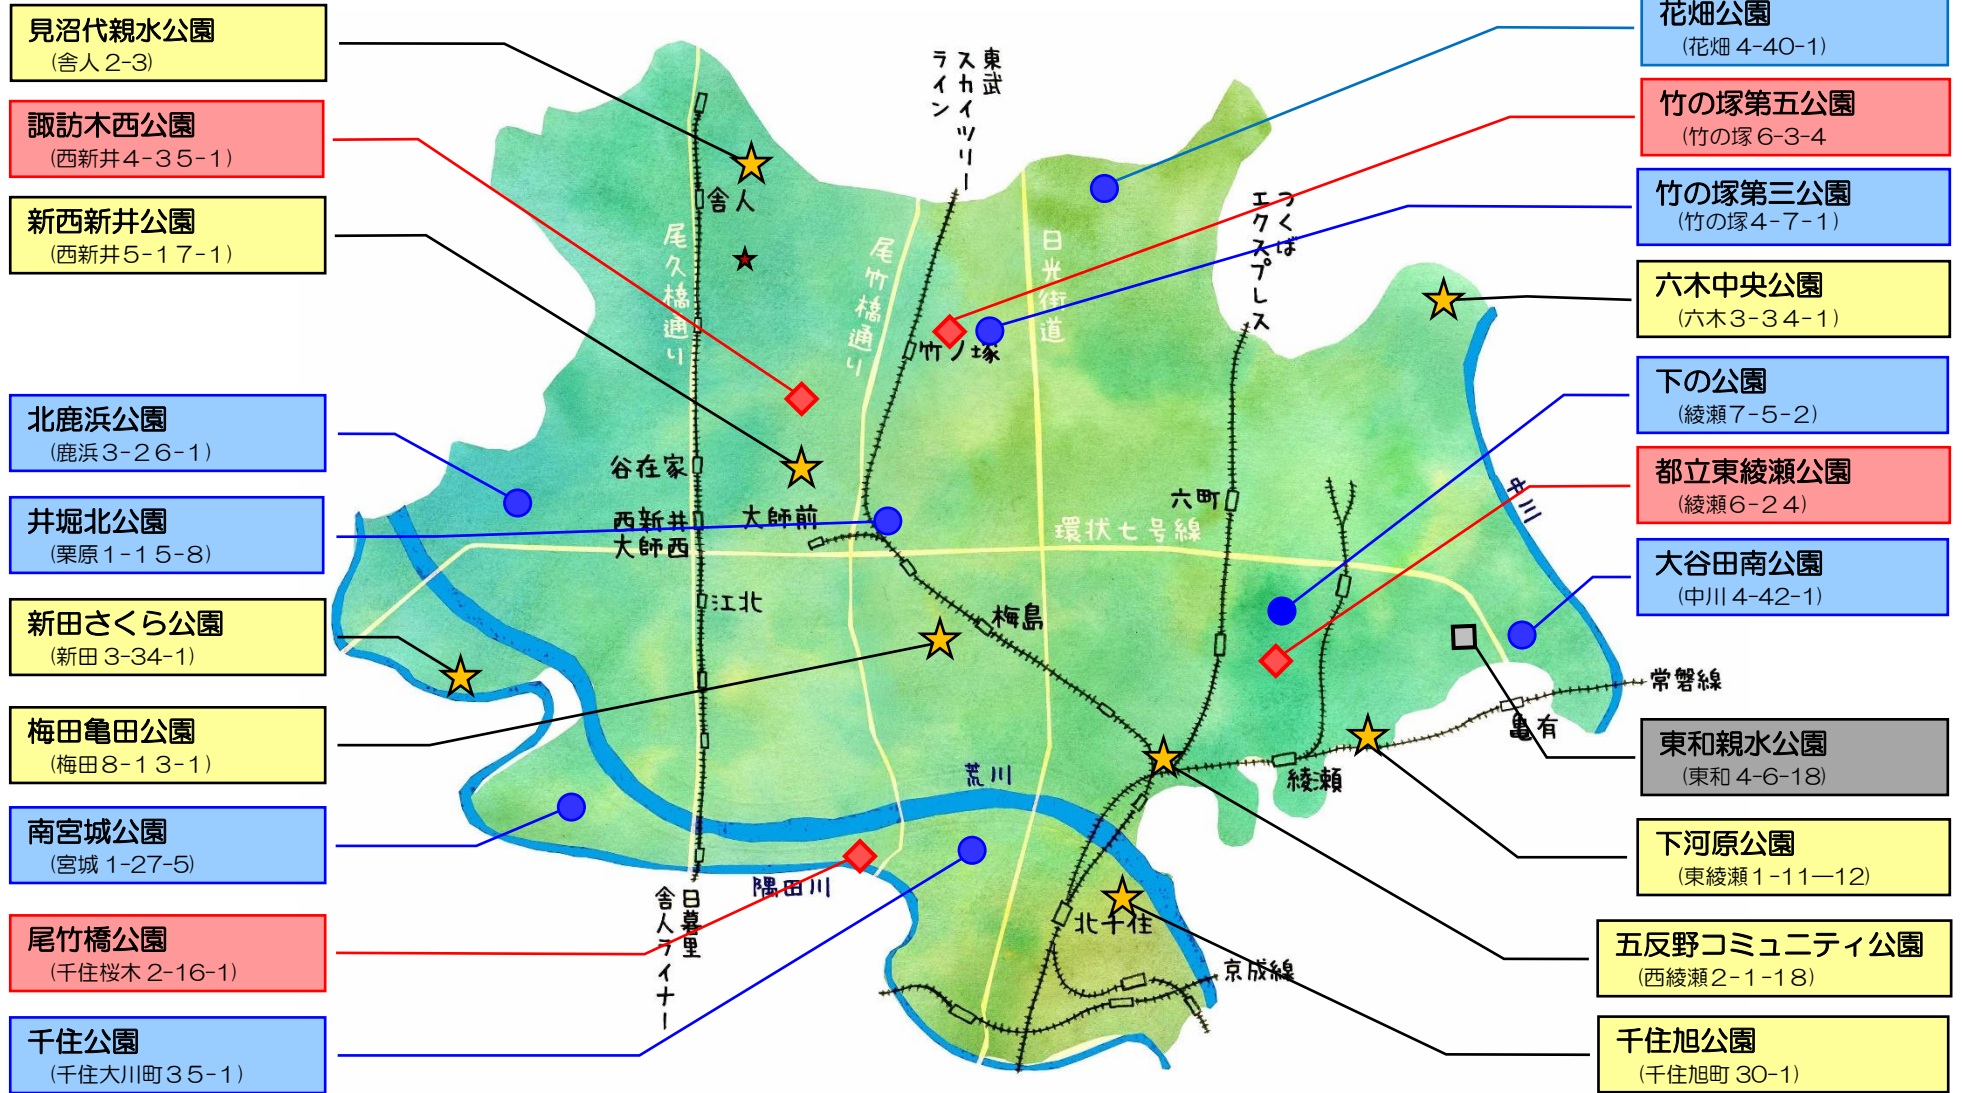 見沼代親水公園
(舎人 2-3)
諏訪木西公園
(西新井4-35-1)
新西新井公園
(西新井5-17-1)
北鹿浜公園
(鹿浜3-26-1)
井堀北公園
(栗原1-15-8)
新田さくら公園
(新田 3-34-1)
梅田亀田公園
(梅田8-13-1)
南宮城公園
(宮城 1-27-5)
尾竹橋公園
(千住桜木 2-16-1)
千住公園
(千住大川町35-1)
東武
スカイツリー
ライン
舎人
尾久橋通り
尾竹橋通り
日光街道
つくば
エクスプレス
竹ノ塚
谷在家
西新井
大師西
大師前
六町
環状七号線
中川
江北
梅島
常磐線
亀有
綾瀬
荒川
隅田川
日暮里
舎人ライナー
北千住
京成線
花畑公園
(花畑 4-40-1)
竹の塚第五公園
(竹の塚 6-3-4
竹の塚第三公園
(竹の塚4-7-1)
六木中央公園
(六木3-34-1)
下の公園
(綾瀬7-5-2)
都立東綾瀬公園
(綾瀬6-24)
大谷田南公園
(中川 4-42-1)
東和親水公園
(東和 4-6-18)
下河原公園
(東綾瀬1-11―12)
五反野コミュニティ公園
(西綾瀬2-1-18)
千住旭公園
(千住旭町 30-1)